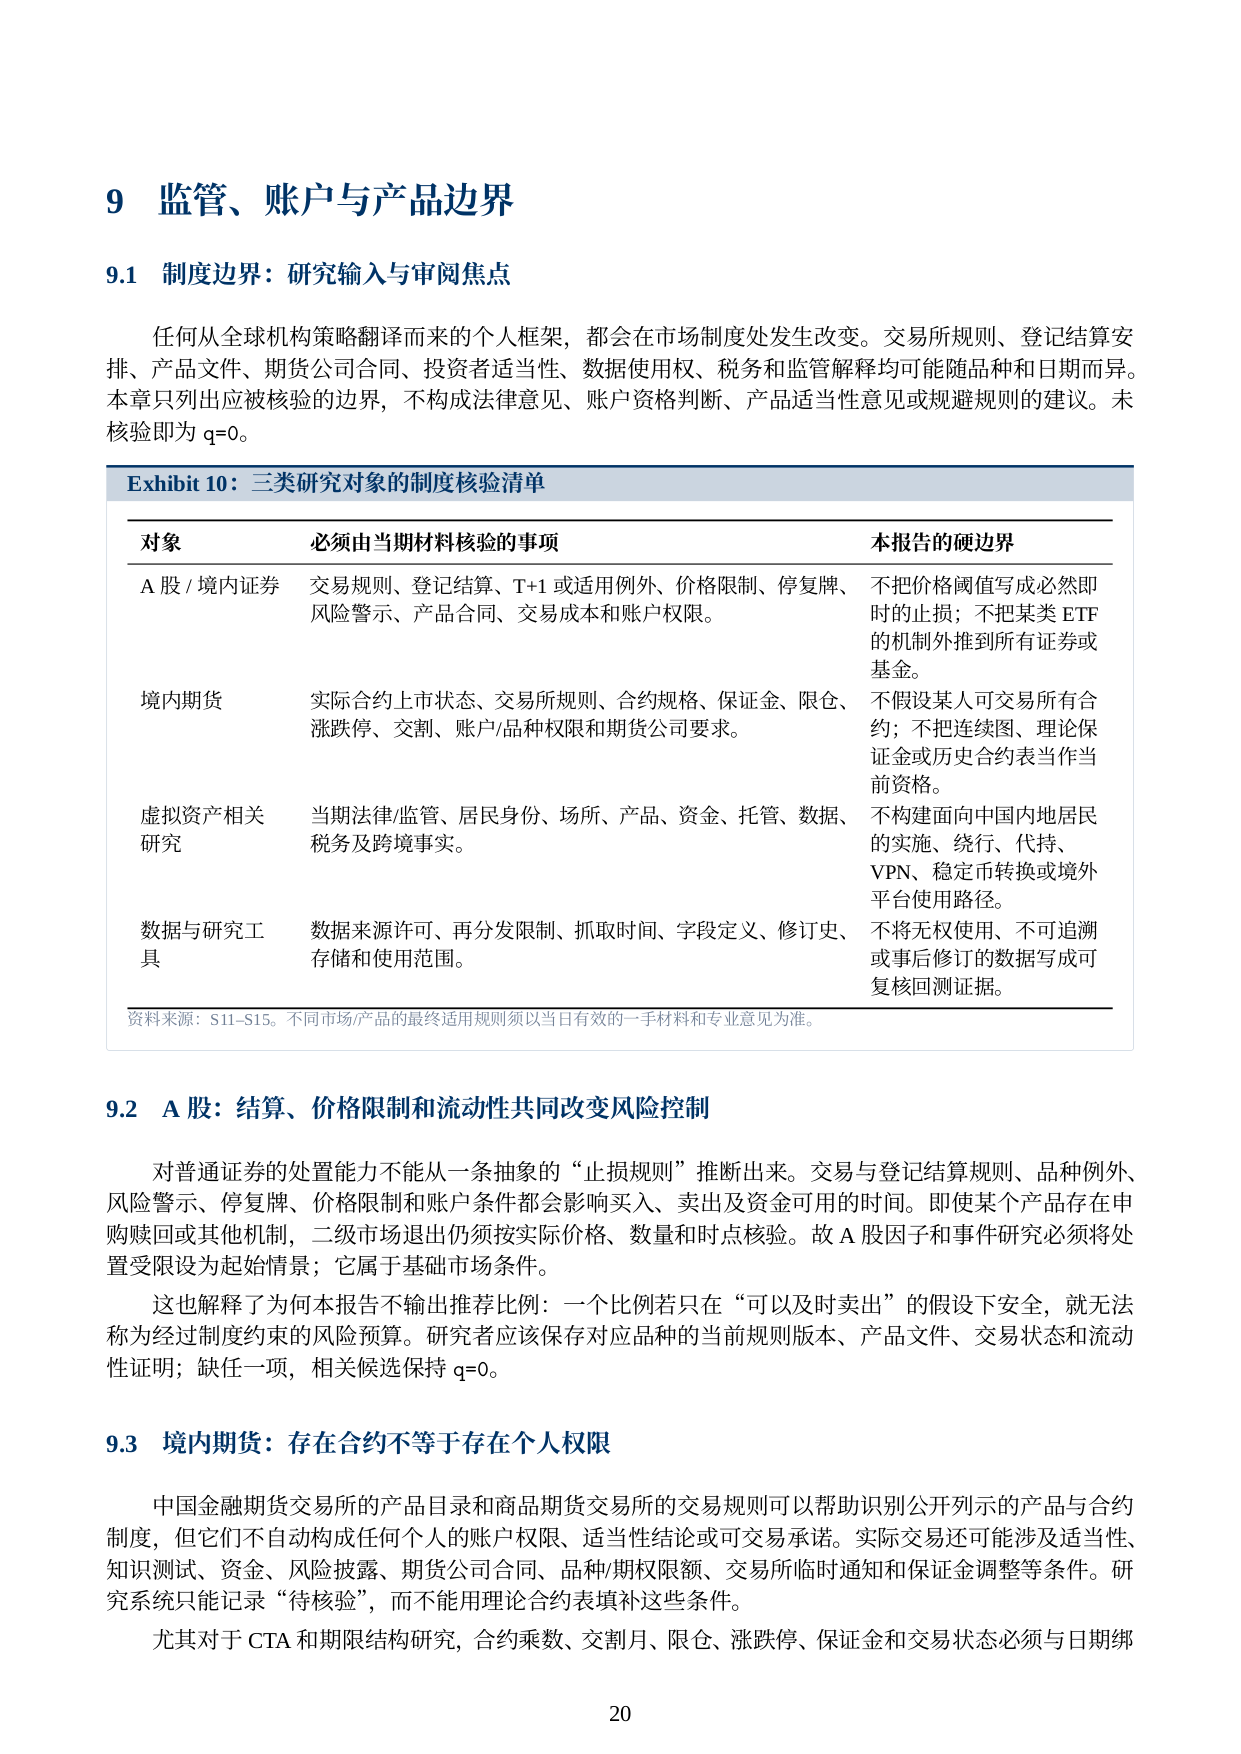 9 监管、账户与产品边界
9.1 制度边界：研究输入与审阅焦点
任何从全球机构策略翻译而来的个人框架，都会在市场制度处发生改变。交易所规则、登记结算安
排、产品文件、期货公司合同、投资者适当性、数据使用权、税务和监管解释均可能随品种和日期而异。
本章只列出应被核验的边界，不构成法律意见、账户资格判断、产品适当性意见或规避规则的建议。未
核验即为 q=0。
Exhibit 10：三类研究对象的制度核验清单
对象 必须由当期材料核验的事项 本报告的硬边界
A 股 / 境内证券 交易规则、登记结算、T+1 或适用例外、价格限制、停复牌、 不把价格阈值写成必然即
风险警示、产品合同、交易成本和账户权限。 时的止损；不把某类 ETF
的机制外推到所有证券或
基金。
境内期货 实际合约上市状态、交易所规则、合约规格、保证金、限仓、 不假设某人可交易所有合
涨跌停、交割、账户/品种权限和期货公司要求。 约；不把连续图、理论保
证金或历史合约表当作当
前资格。
虚拟资产相关 当期法律/监管、居民身份、场所、产品、资金、托管、数据、 不构建面向中国内地居民
研究 税务及跨境事实。 的实施、绕行、代持、
VPN、稳定币转换或境外
平台使用路径。
数据与研究工 数据来源许可、再分发限制、抓取时间、字段定义、修订史、 不将无权使用、不可追溯
具 存储和使用范围。 或事后修订的数据写成可
复核回测证据。
资料来源：S11–S15。不同市场/产品的最终适用规则须以当日有效的一手材料和专业意见为准。
9.2 A 股：结算、价格限制和流动性共同改变风险控制
对普通证券的处置能力不能从一条抽象的“止损规则”推断出来。交易与登记结算规则、品种例外、
风险警示、停复牌、价格限制和账户条件都会影响买入、卖出及资金可用的时间。即使某个产品存在申
购赎回或其他机制，二级市场退出仍须按实际价格、数量和时点核验。故 A 股因子和事件研究必须将处
置受限设为起始情景；它属于基础市场条件。
这也解释了为何本报告不输出推荐比例：一个比例若只在“可以及时卖出”的假设下安全，就无法
称为经过制度约束的风险预算。研究者应该保存对应品种的当前规则版本、产品文件、交易状态和流动
性证明；缺任一项，相关候选保持 q=0。
9.3 境内期货：存在合约不等于存在个人权限
中国金融期货交易所的产品目录和商品期货交易所的交易规则可以帮助识别公开列示的产品与合约
制度，但它们不自动构成任何个人的账户权限、适当性结论或可交易承诺。实际交易还可能涉及适当性、
知识测试、资金、风险披露、期货公司合同、品种/期权限额、交易所临时通知和保证金调整等条件。研
究系统只能记录“待核验”，而不能用理论合约表填补这些条件。
尤其对于 CTA 和期限结构研究，合约乘数、交割月、限仓、涨跌停、保证金和交易状态必须与日期绑
20